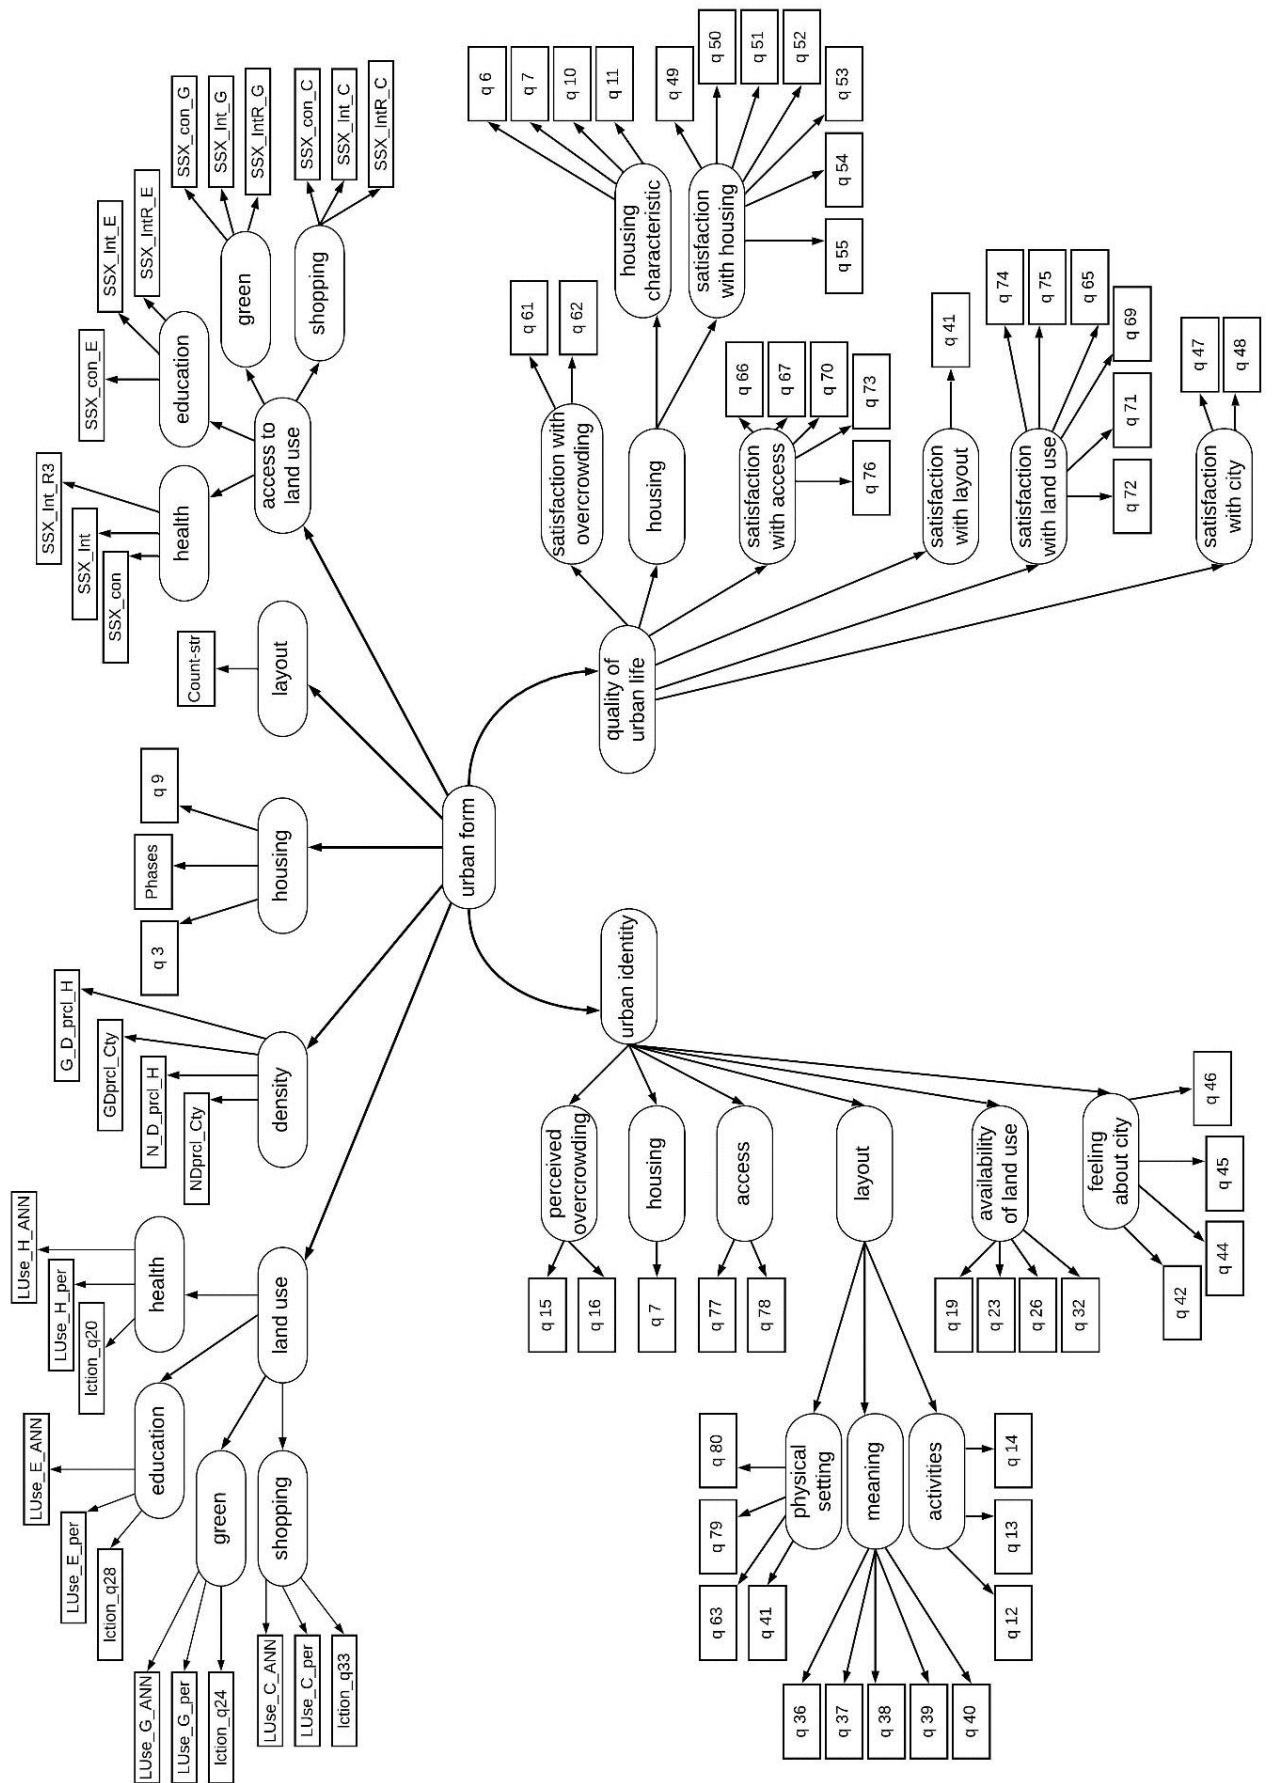 LUse_H_ANN
LUse_H_per
lction_q20
health
LUse_E_ANN
LUse_E_per
lction_q28
education
LUse_G_ANN
LUse_G_per
lction_q24
green
LUse_C_ANN
LUse_C_per
lction_q33
shopping
land use
G_D_prcl_H
GDprcl_Cty
N_D_prcl_H
NDprcl_Cty
density
q 3
Phases
q 9
housing
Count-str
layout
SSX_Int_R3
SSX_Int
SSX_con
health
SSX_con_E
SSX_Int_E
SSX_IntR_E
education
SSX_con_G
SSX_Int_G
SSX_IntR_G
green
SSX_con_C
SSX_Int_C
SSX_IntR_C
shopping
access to
land use
urban form
urban identity
perceived
overcrowding
q 15
q 16
housing
q 7
access
q 77
q 78
layout
physical
setting
q 80
q 79
q 63
q 41
meaning
q 36
q 37
q 38
q 39
q 40
activities
q 12
q 13
q 14
availability
of land use
q 19
q 23
q 26
q 32
feeling
about city
q 42
q 44
q 45
q 46
quality of
urban life
satisfaction with
overcrowding
q 61
q 62
housing
housing
characteristic
q 6
q 7
q 10
q 11
satisfaction
with housing
q 49
q 50
q 51
q 52
q 53
q 54
q 55
satisfaction
with access
q 66
q 67
q 70
q 73
q 76
satisfaction
with layout
q 41
satisfaction
with land use
q 74
q 75
q 65
q 69
q 71
q 72
satisfaction
with city
q 47
q 48